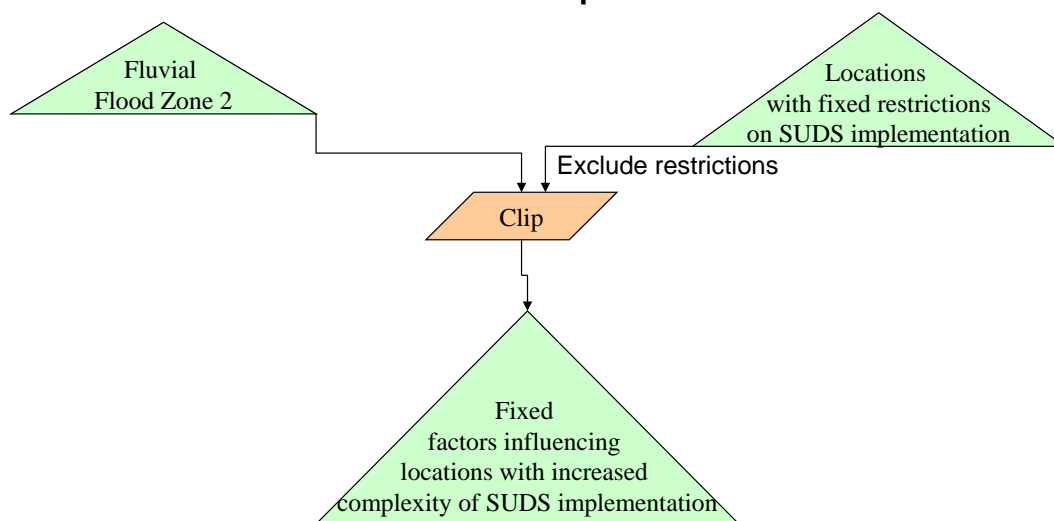 Fluvial
Flood Zone 2
Locations
with fixed restrictions
on SUDS implementation
Exclude restrictions
Clip
Fixed
factors influencing
locations with increased
complexity of SUDS implementation